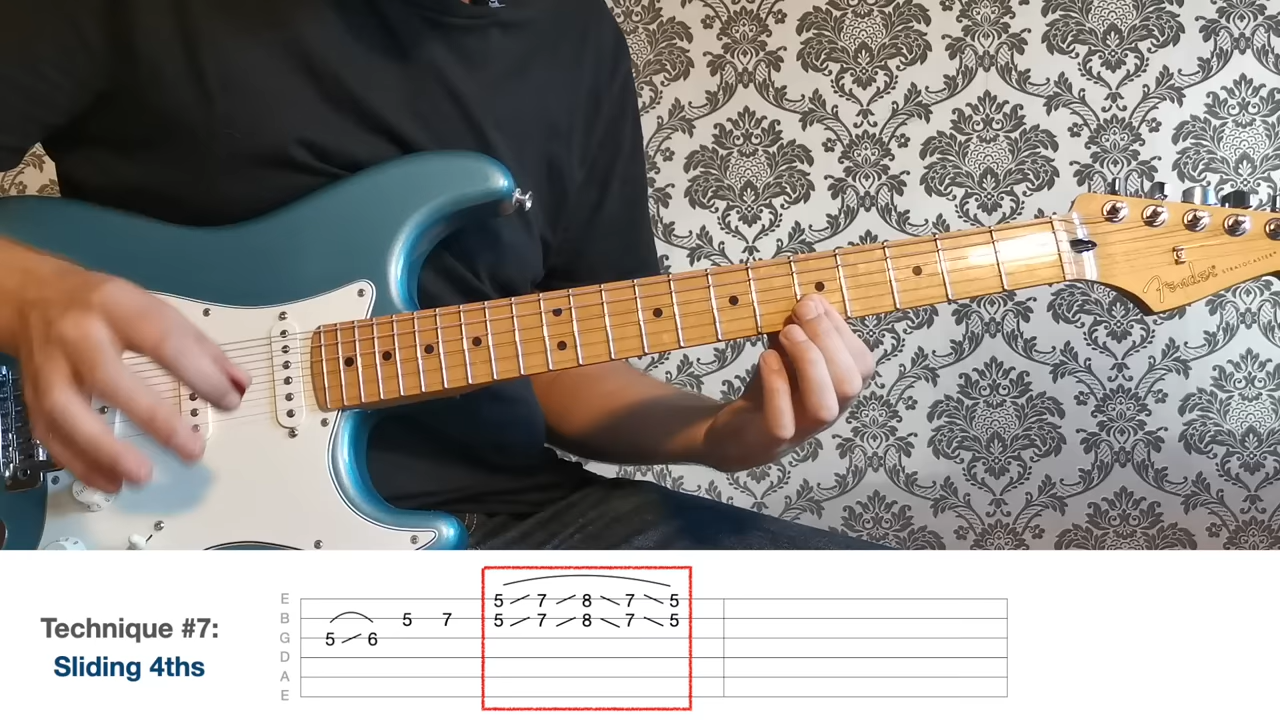 Fender STRATOCASTER
Technique #7:
Sliding 4ths
E
B
G
D
A
E
5 7 8 7 5
5 7 5 7 8 7 5
5 6